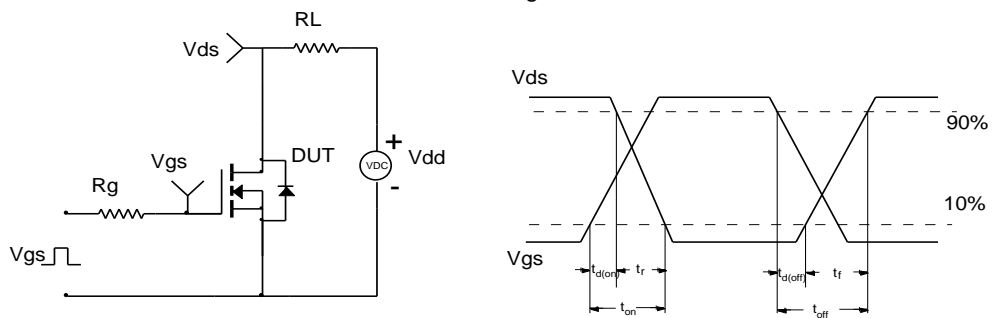 RL
Vds
DUT
+
VDC
Vdd
-
Vgs
Rg
Vgs
Vds
90%
10%
Vgs
td(on)
tr
td(off)
tf
ton
toff